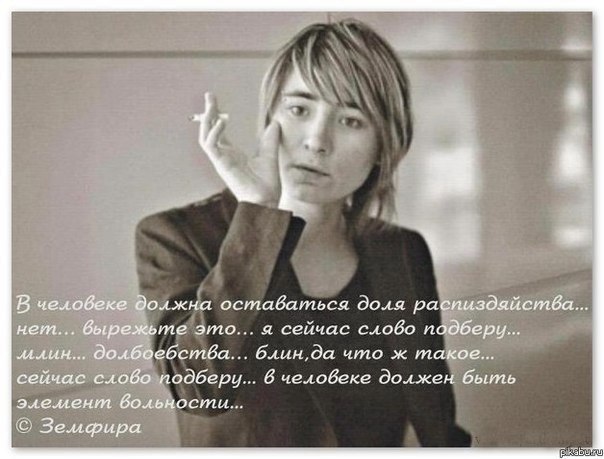 В человеке должна оставаться доля распиздяйства...
нет... вырежьте это... я сейчас слово подберу...
млин... долбоебства... блин,да что ж такое...
сейчас слово подберу... в человеке должен быть
элемент вольности...
© Земфира
pikabu.ru